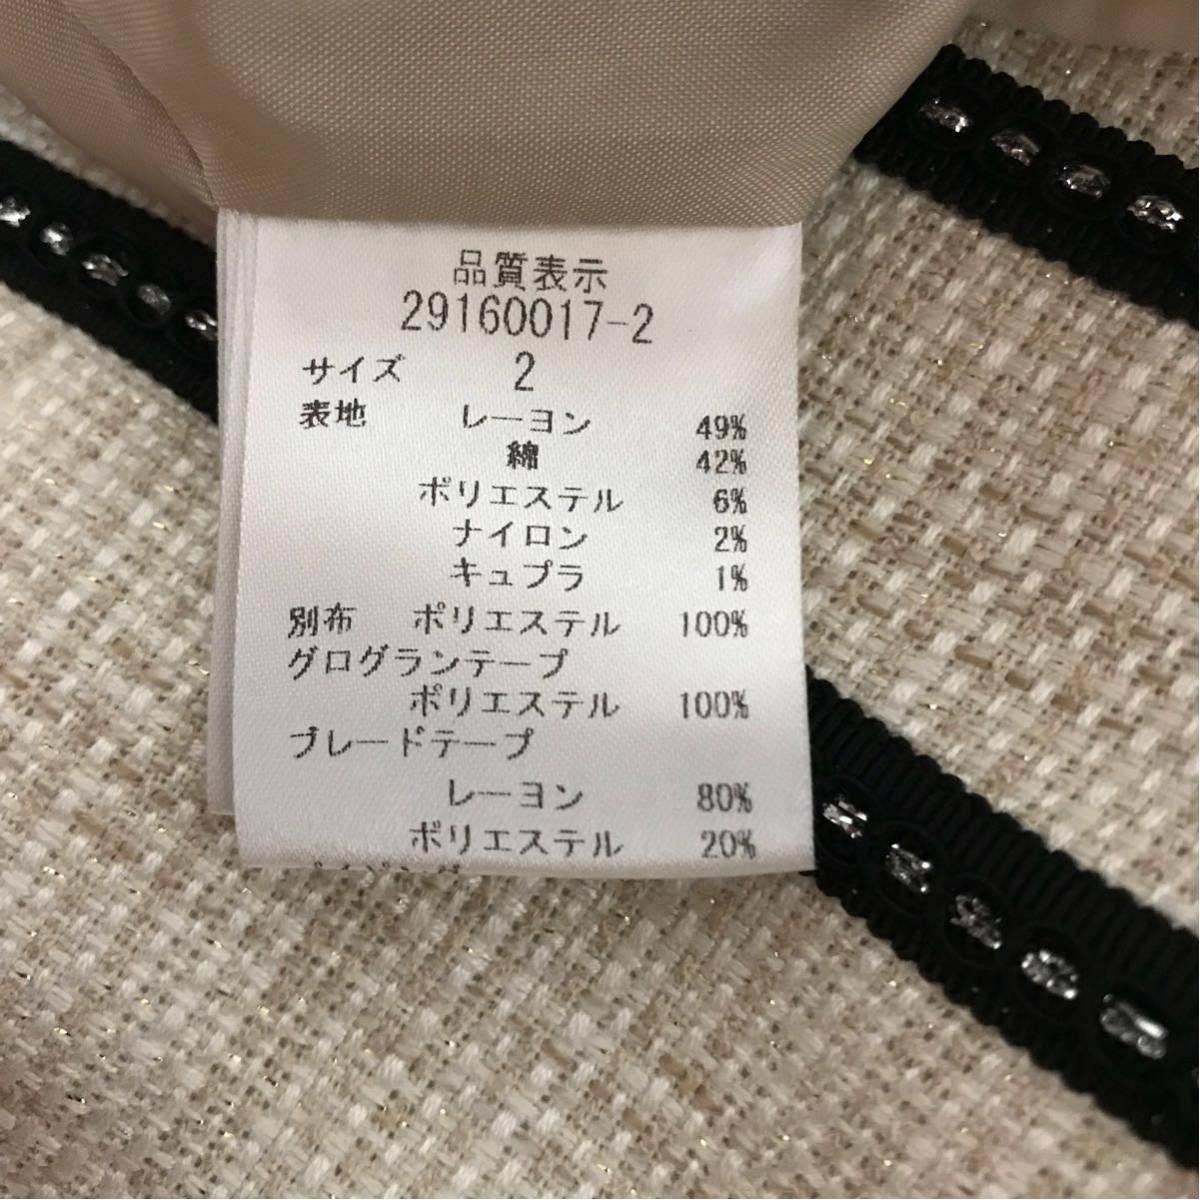 品質表示
29160017-2
サイズ 2
表地 レーヨン 49%
綿 42%
ポリエステル 6%
ナイロン 2%
キュプラ 1%
別布 ポリエステル 100%
グログランテープ
ポリエステル 100%
ブレードテープ
レーヨン 80%
ポリエステル 20%